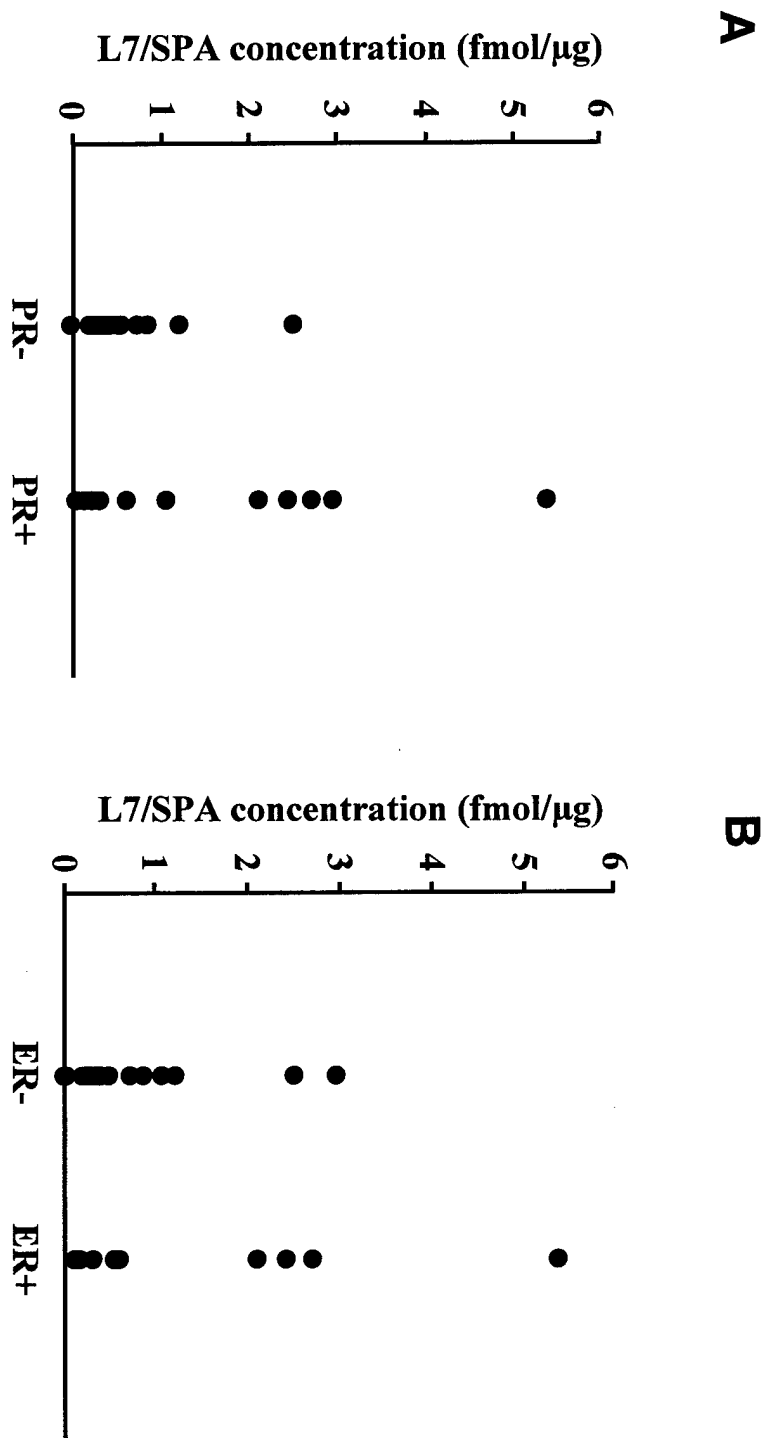 A
L7/SPA concentration (fmol/μg)
0 1 2 3 4 5 6
PR- PR+
B
L7/SPA concentration (fmol/μg)
0 1 2 3 4 5 6
ER- ER+